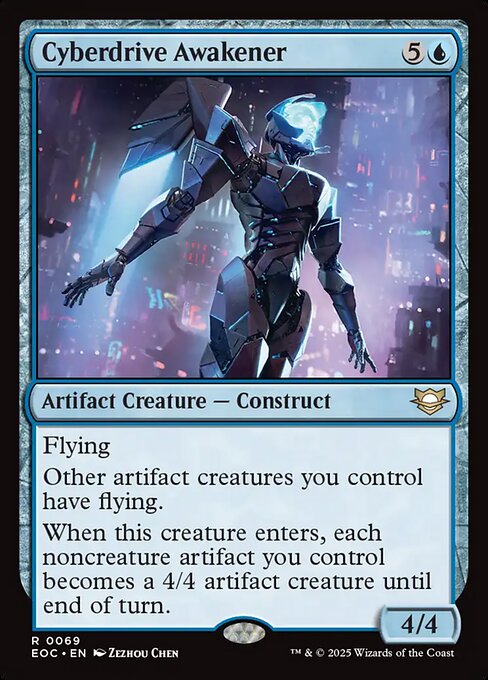 Cyberdrive Awakener 5
Artifact Creature — Construct
Flying
Other artifact creatures you control
have flying.
When this creature enters, each
noncreature artifact you control
becomes a 4/4 artifact creature until
end of turn.
4/4
R 0069
EOC • EN Zezhou Chen
™ & © 2025 Wizards of the Coast